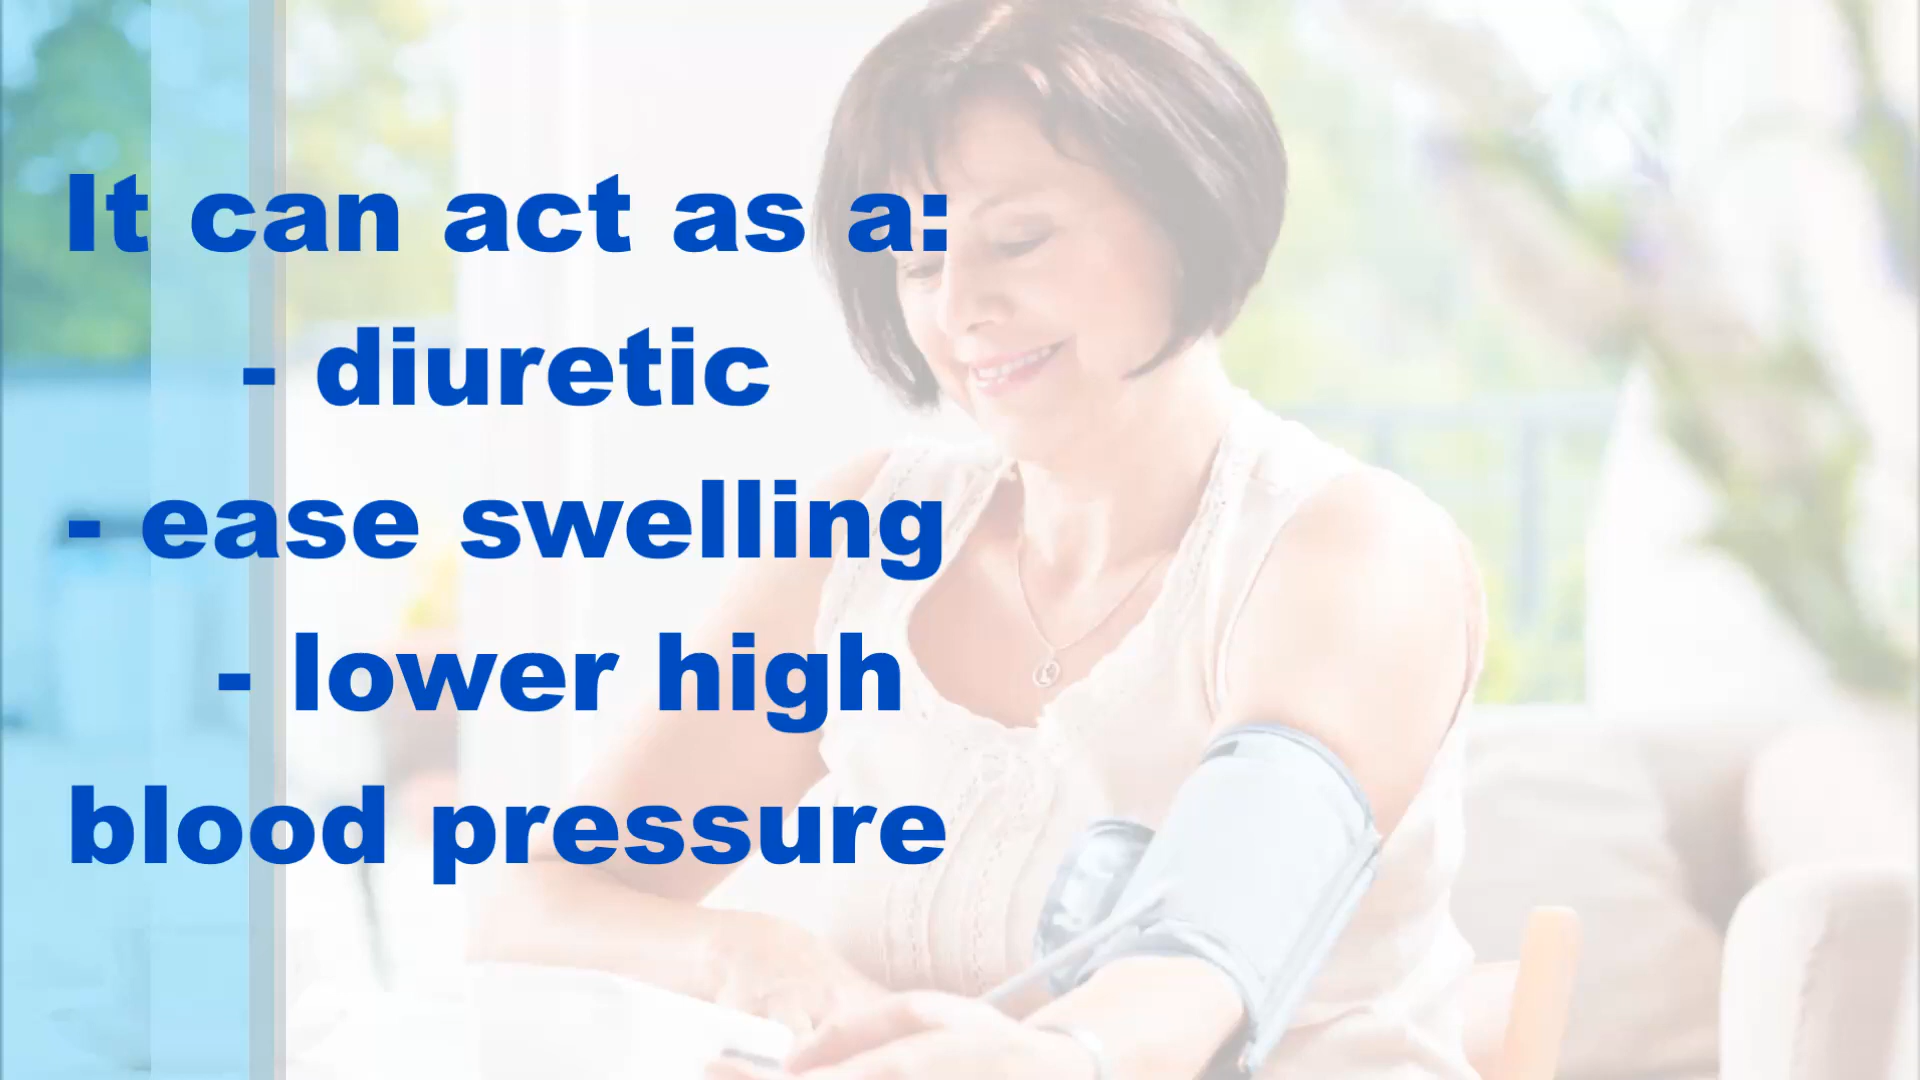 It can act as a:
- diuretic
- ease swelling
- lower high
blood pressure